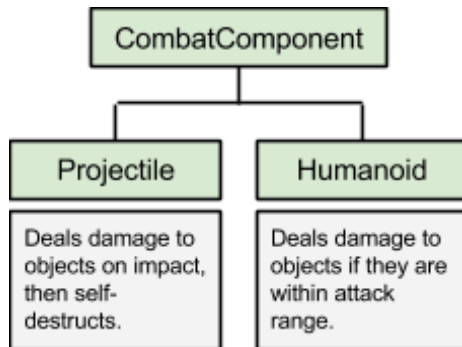 CombatComponent
Projectile
Deals damage to
objects on impact,
then self-
destructs.
Humanoid
Deals damage to
objects if they are
within attack
range.